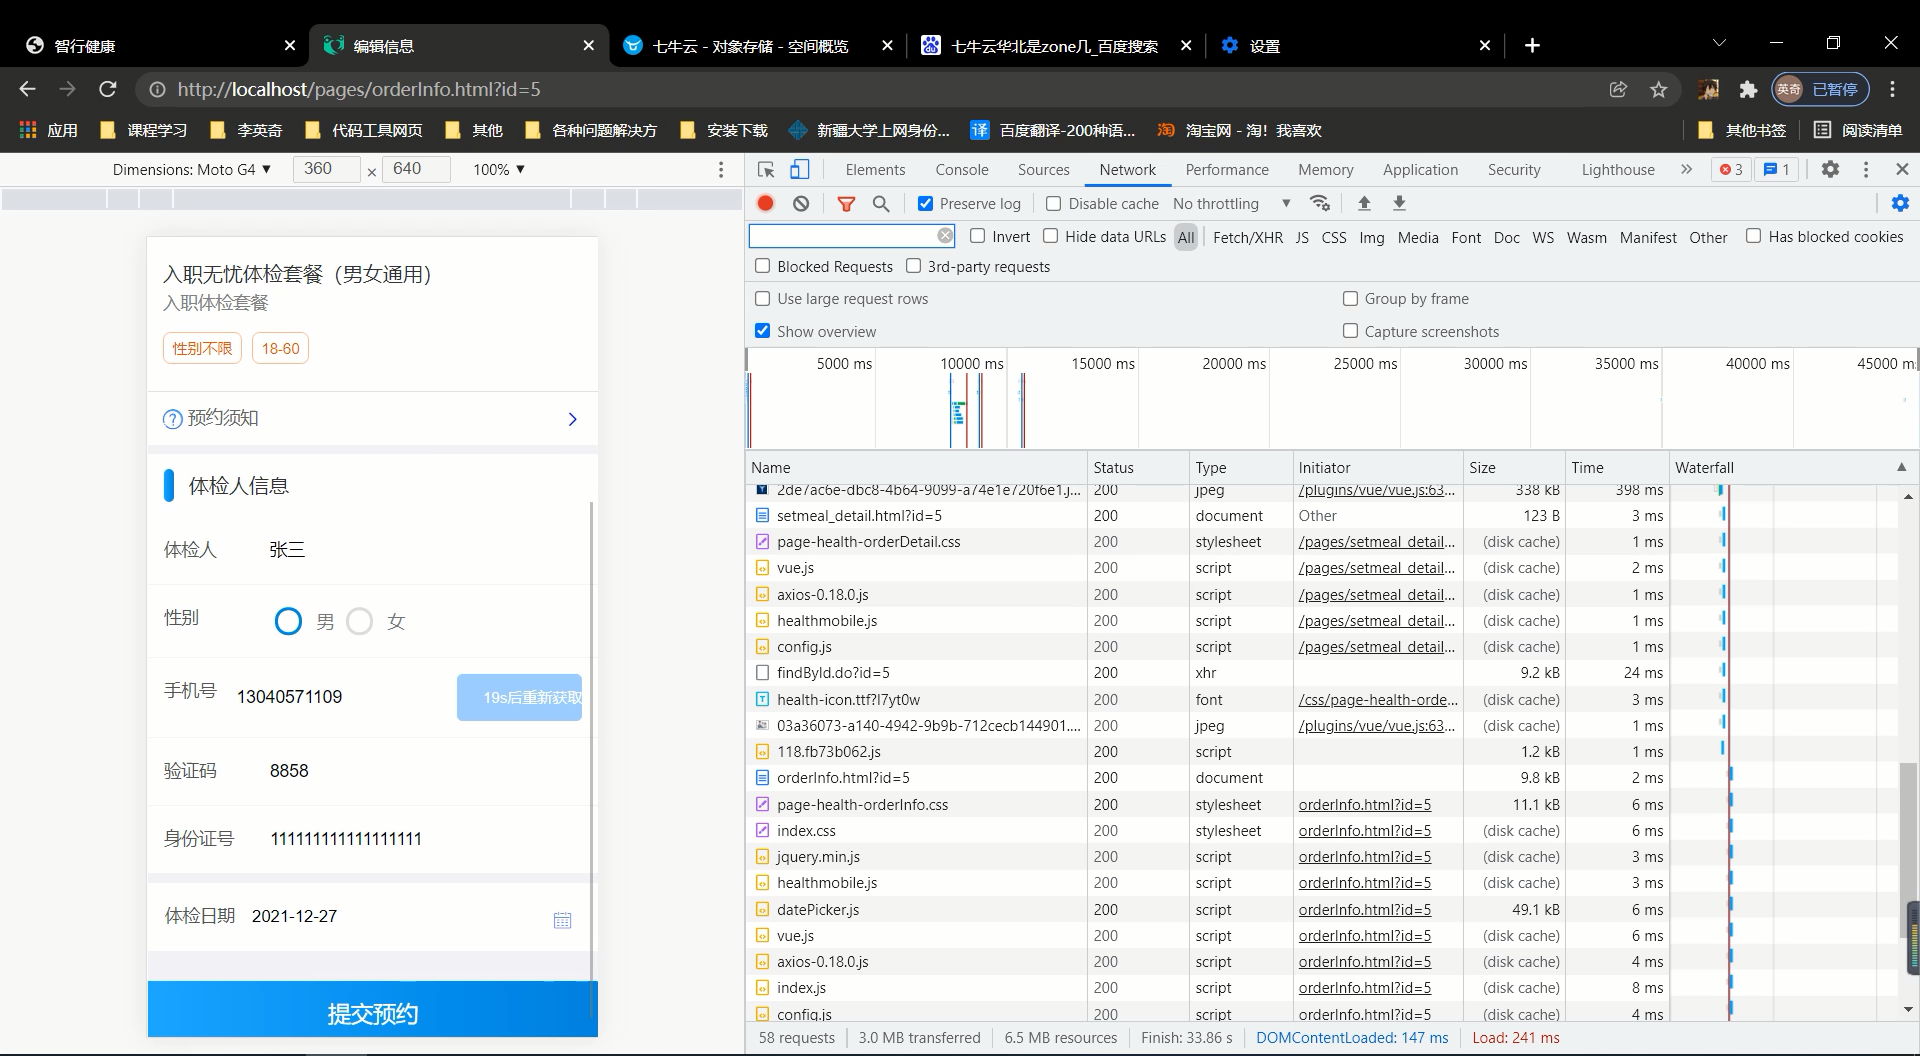 智行健康
编辑信息
七牛云 - 对象存储 - 空间概览
七牛云华北是zone几_百度搜索
设置
http://localhost/pages/orderInfo.html?id=5
英奇 已暂停
应用 课程学习 李英奇 代码工具网页 其他 各种问题解决方 安装下载 新疆大学上网身份... 译 百度翻译-200种语... 淘 淘宝网 - 淘！我喜欢 其他书签 阅读清单
Dimensions: Moto G4 ▼ 360 × 640 100% ▼
入职无忧体检套餐（男女通用）
入职体检套餐
性别不限 18-60
预约须知
体检人信息
体检人 张三
性别 男 女
手机号 13040571109 19s后重新获取
验证码 8858
身份证号 111111111111111111
体检日期 2021-12-27
提交预约
Elements Console Sources Network Performance Memory Application Security Lighthouse » 3 1
Preserve log Disable cache No throttling ▼
Invert Hide data URLs All Fetch/XHR JS CSS Img Media Font Doc WS Wasm Manifest Other Has blocked cookies
Blocked Requests 3rd-party requests
Use large request rows Group by frame
Show overview Capture screenshots
5000 ms 10000 ms 15000 ms 20000 ms 25000 ms 30000 ms 35000 ms 40000 ms 45000 m
Name Status Type Initiator Size Time Waterfall
2de7ac6e-dbc8-4b64-9099-a74e1e720f6e1.j... 200 jpeg /plugins/vue/vue.js:63... 338 kB 398 ms
setmeal_detail.html?id=5 200 document Other 123 B 3 ms
page-health-orderDetail.css 200 stylesheet /pages/setmeal_detail... (disk cache) 1 ms
vue.js 200 script /pages/setmeal_detail... (disk cache) 2 ms
axios-0.18.0.js 200 script /pages/setmeal_detail... (disk cache) 1 ms
healthmobile.js 200 script /pages/setmeal_detail... (disk cache) 1 ms
config.js 200 script /pages/setmeal_detail... (disk cache) 1 ms
findById.do?id=5 200 xhr 9.2 kB 24 ms
health-icon.ttf?l7yt0w 200 font /css/page-health-orde... (disk cache) 3 ms
03a36073-a140-4942-9b9b-712cecb144901.... 200 jpeg /plugins/vue/vue.js:63... (disk cache) 1 ms
118.fb73b062.js 200 script 1.2 kB 1 ms
orderInfo.html?id=5 200 document 9.8 kB 2 ms
page-health-orderInfo.css 200 stylesheet orderInfo.html?id=5 11.1 kB 6 ms
index.css 200 stylesheet orderInfo.html?id=5 (disk cache) 6 ms
jquery.min.js 200 script orderInfo.html?id=5 (disk cache) 3 ms
healthmobile.js 200 script orderInfo.html?id=5 (disk cache) 3 ms
datePicker.js 200 script orderInfo.html?id=5 49.1 kB 6 ms
vue.js 200 script orderInfo.html?id=5 (disk cache) 6 ms
axios-0.18.0.js 200 script orderInfo.html?id=5 (disk cache) 4 ms
index.js 200 script orderInfo.html?id=5 (disk cache) 8 ms
config.js 200 script orderInfo.html?id=5 (disk cache) 4 ms
58 requests 3.0 MB transferred 6.5 MB resources Finish: 33.86 s DOMContentLoaded: 147 ms Load: 241 ms